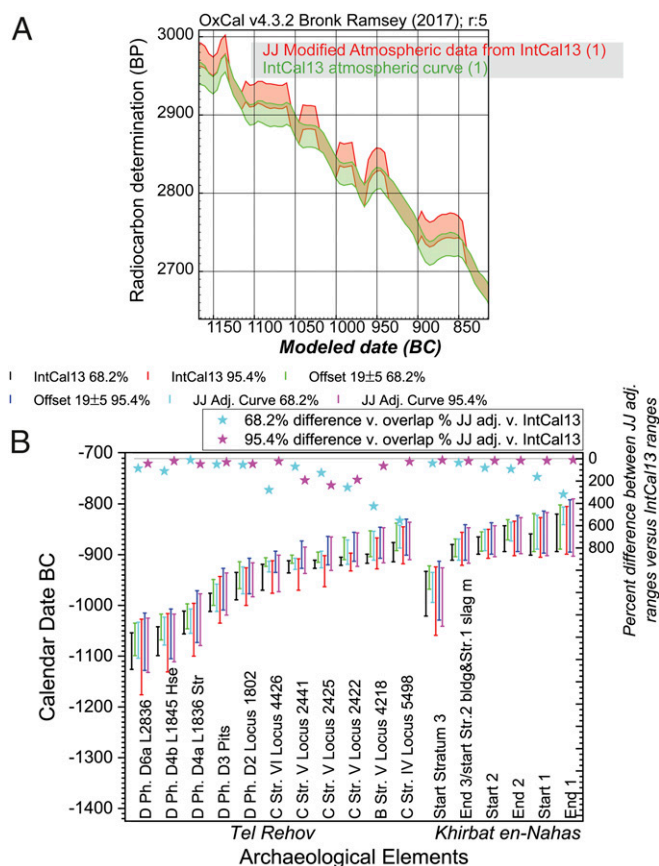 A
OxCal v4.3.2 Bronk Ramsey (2017); r:5
JJ Modified Atmospheric data from IntCal13 (1)
IntCal13 atmospheric curve (1)
Radiocarbon determination (BP)
3000
2900
2800
2700
1150 1100 1050 1000 950 900 850
Modeled date (BC)
IntCal13 68.2% IntCal13 95.4% Offset 19±5 68.2%
Offset 19±5 95.4% JJ Adj. Curve 68.2% JJ Adj. Curve 95.4%
68.2% difference v. overlap % JJ adj. v. IntCal13
95.4% difference v. overlap % JJ adj. v. IntCal13
B
Calendar Date BC
-700
-800
-900
-1000
-1100
-1200
-1300
-1400
0
200
400
600
800
Percent difference between JJ adj.
ranges versus IntCal13 ranges
D Ph. D6a L2836
D Ph. D4b L1845 Hse
D Ph. D4a L1836 Str
D Ph. D3 Pits
D Ph. D2 Locus 1802
C Str. VI Locus 4426
C Str. V Locus 2441
C Str. V Locus 2425
C Str. V Locus 2422
B Str. V Locus 4218
C Str. IV Locus 5498
Start Stratum 3
End 3/start Str.2 bldg&Str.1 slag m
Start 2
End 2
Start 1
End 1
Tel Rehov Khirbat en-Nahas
Archaeological Elements